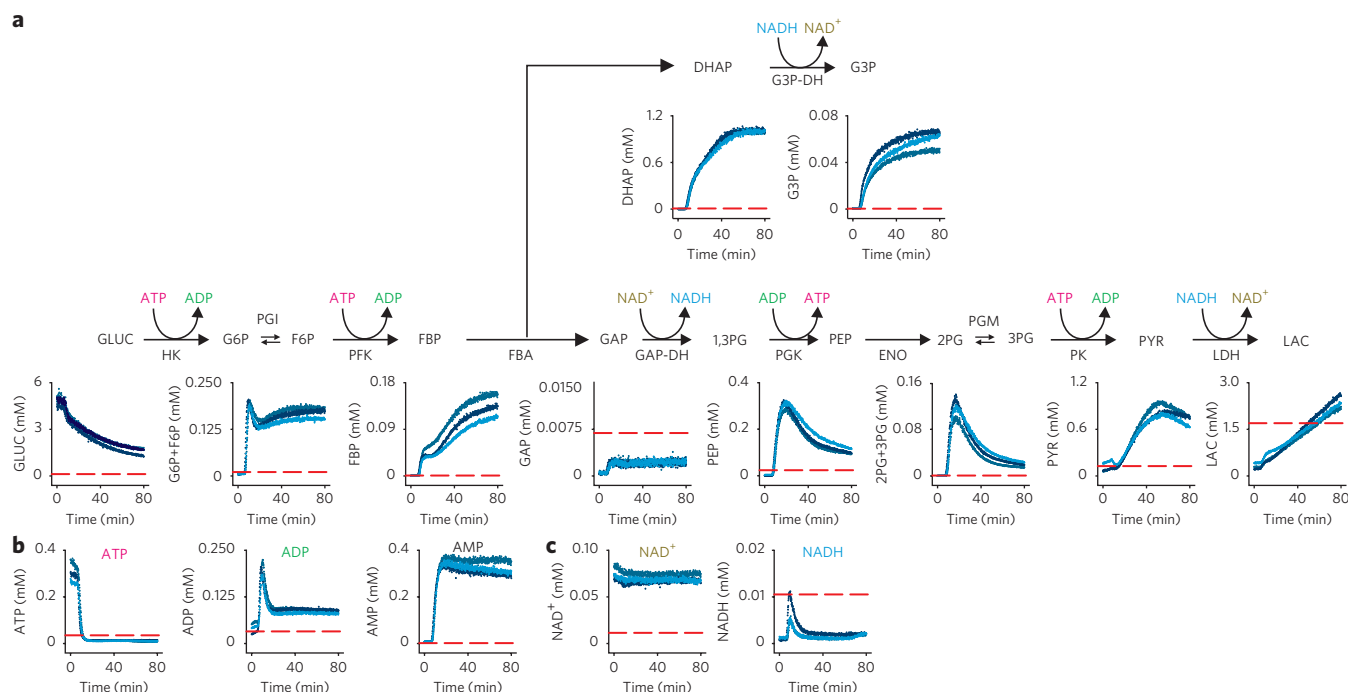 a
NADH NAD+
DHAP G3P
G3P-DH
1.2
0.6
0
DHAP (mM)
0 40 80
Time (min)
0.08
0.04
0
G3P (mM)
0 40 80
Time (min)
ATP ADP ATP ADP NAD+ NADH ADP ATP ATP ADP NADH NAD+
PGI PGM
GLUC G6P F6P FBP GAP 1,3PG PEP 2PG 3PG PYR LAC
HK PFK FBA GAP-DH PGK ENO PK LDH
6
3
0
GLUC (mM)
0 40 80
Time (min)
0.250
0.125
0
G6P+F6P (mM)
0 40 80
Time (min)
0.18
0.09
0
FBP (mM)
0 40 80
Time (min)
0.0150
0.0075
0
GAP (mM)
0 40 80
Time (min)
0.4
0.2
0
PEP (mM)
0 40 80
Time (min)
0.16
0.08
0
2PG+3PG (mM)
0 40 80
Time (min)
1.2
0.6
0
PYR (mM)
0 40 80
Time (min)
3.0
1.5
0
LAC (mM)
0 40 80
Time (min)
b
ATP
0.4
0.2
0
ATP (mM)
0 40 80
Time (min)
ADP
0.250
0.125
0
ADP (mM)
0 40 80
Time (min)
AMP
0.4
0.2
0
AMP (mM)
0 40 80
Time (min)
c
NAD+
0.10
0.05
0
NAD+ (mM)
0 40 80
Time (min)
NADH
0.02
0.01
0
NADH (mM)
0 40 80
Time (min)